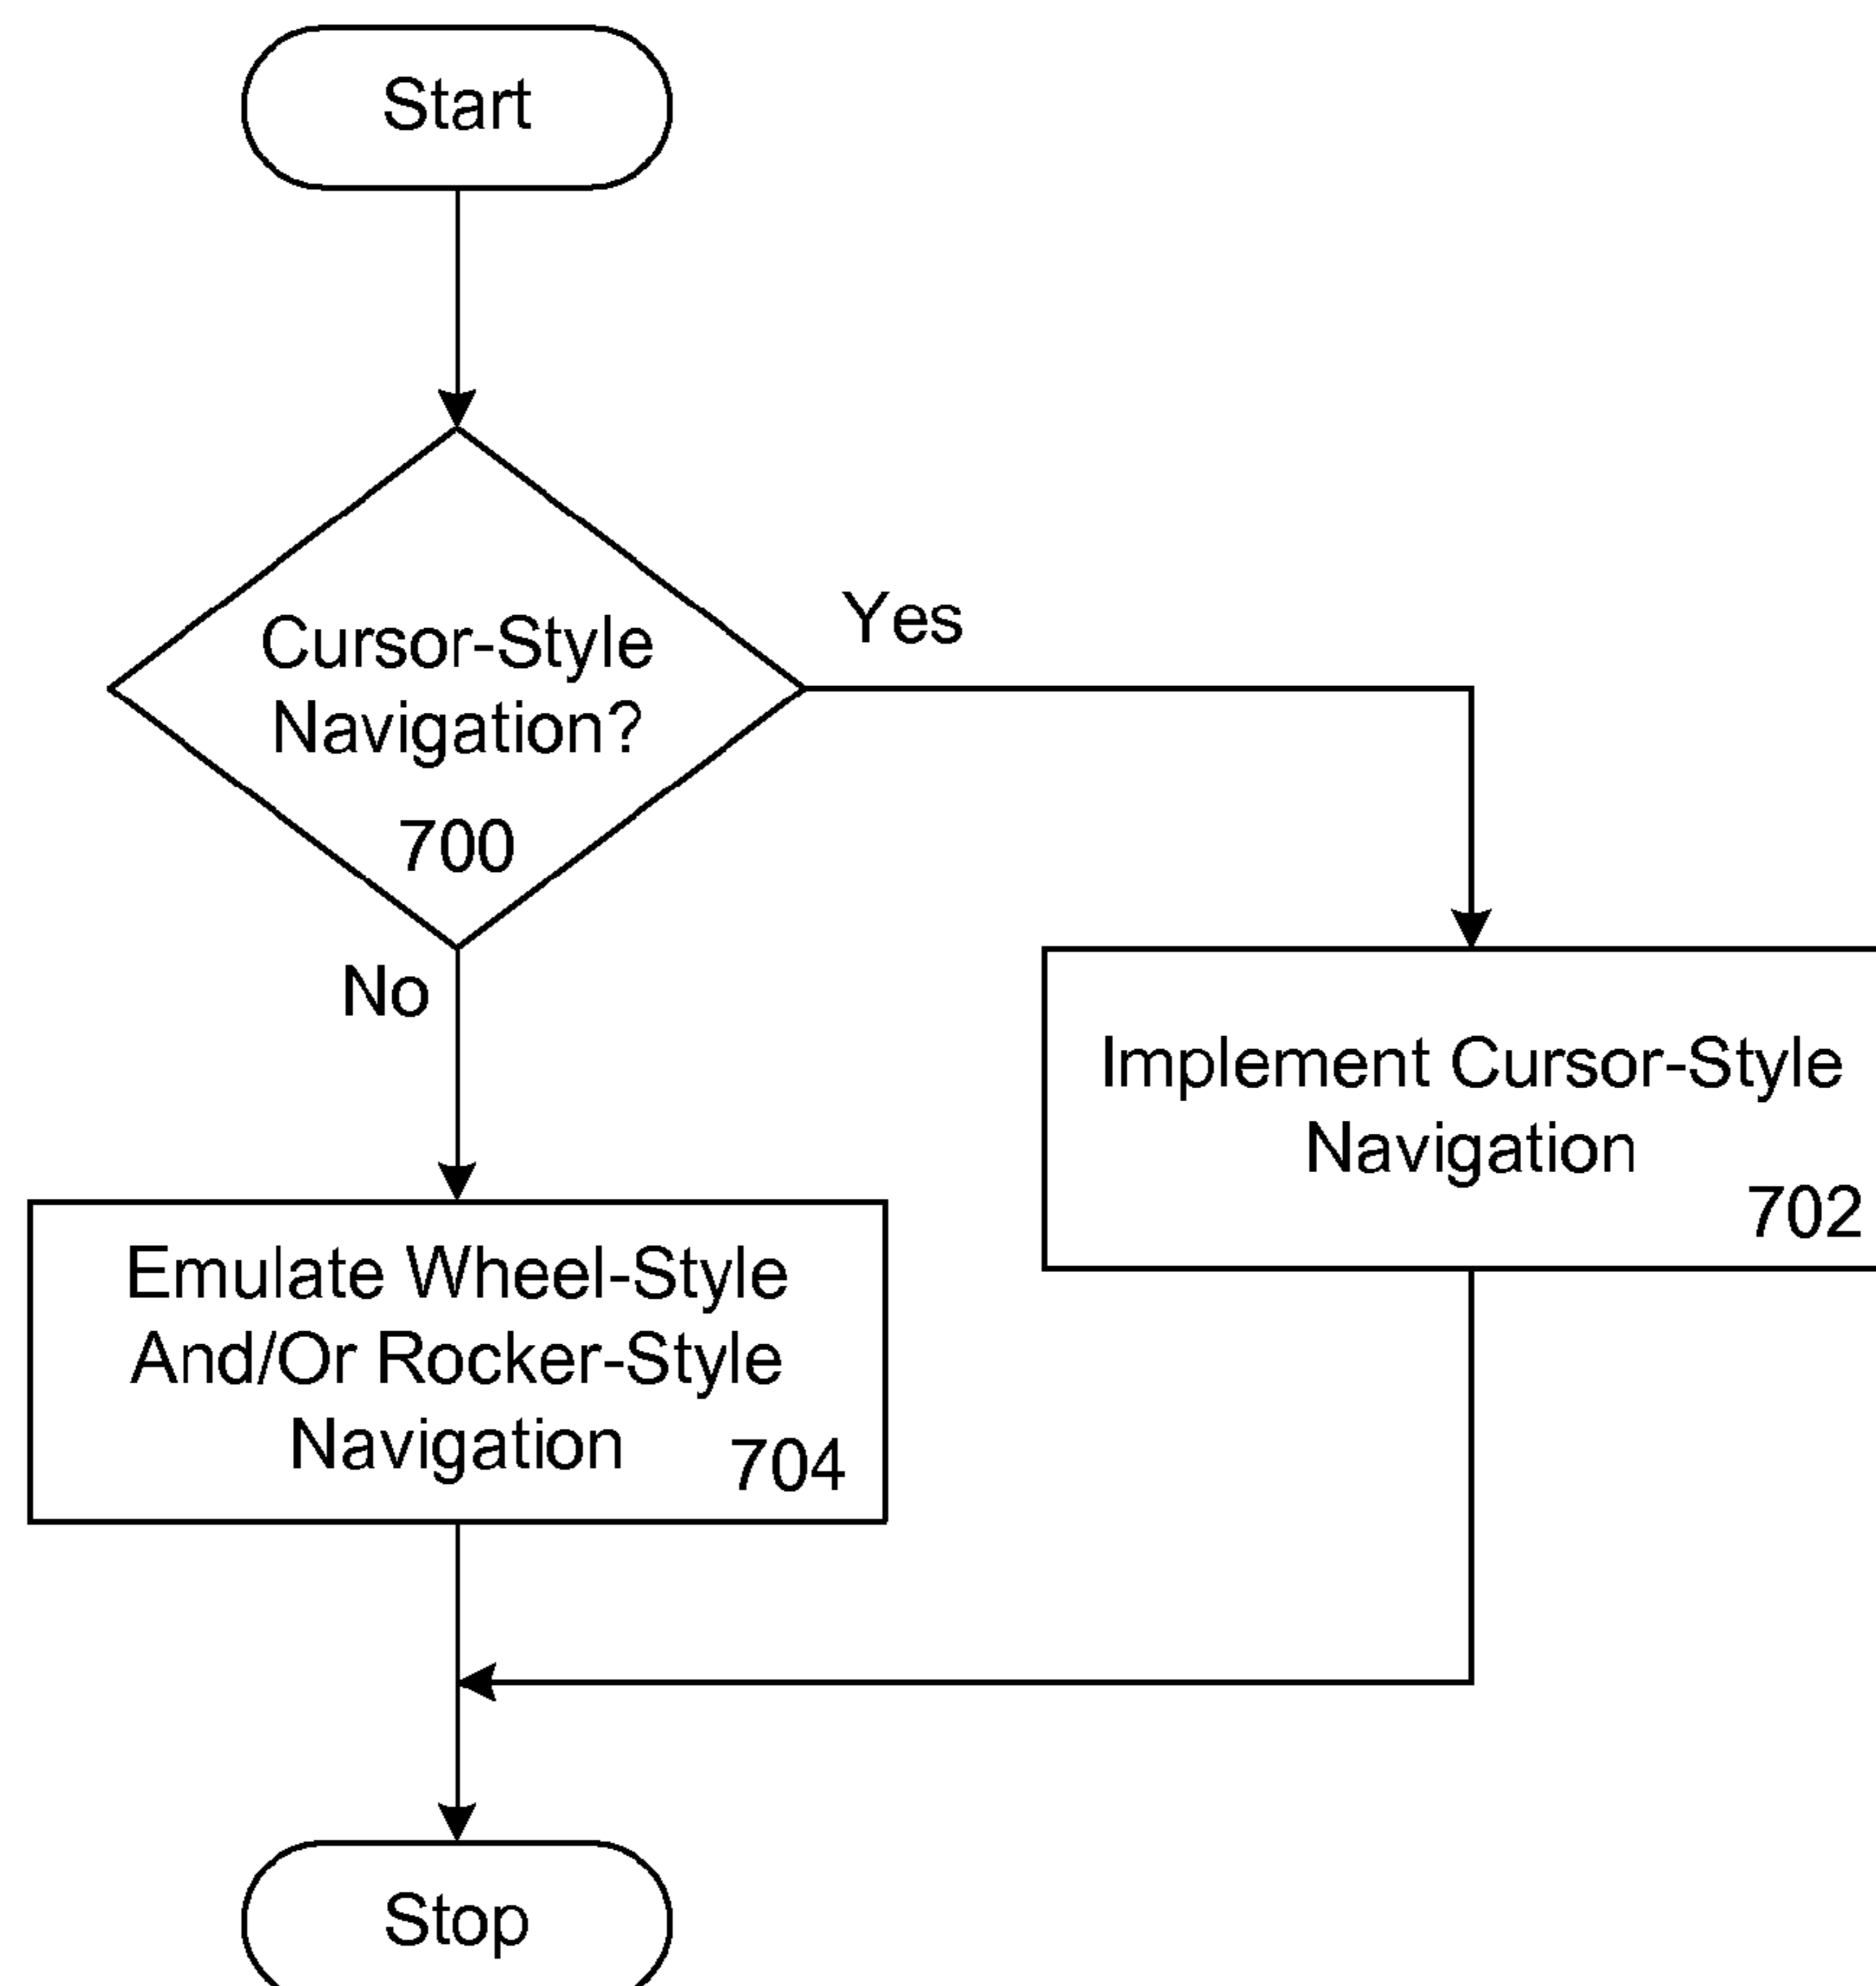 Start
Cursor-Style
Navigation?
700
Yes
No
Implement Cursor-Style
Navigation
702
Emulate Wheel-Style
And/Or Rocker-Style
Navigation
704
Stop